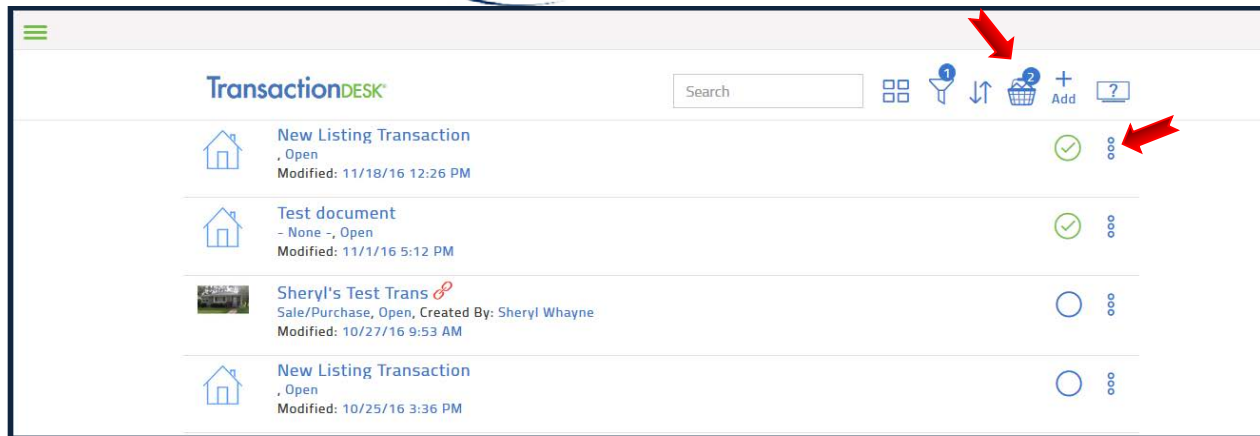 TransactionDESK®
Search
1
2
Add
?
New Listing Transaction
, Open
Modified: 11/18/16 12:26 PM
Test document
- None -, Open
Modified: 11/1/16 5:12 PM
Sheryl's Test Trans
Sale/Purchase, Open, Created By: Sheryl Whayne
Modified: 10/27/16 9:53 AM
New Listing Transaction
, Open
Modified: 10/25/16 3:36 PM